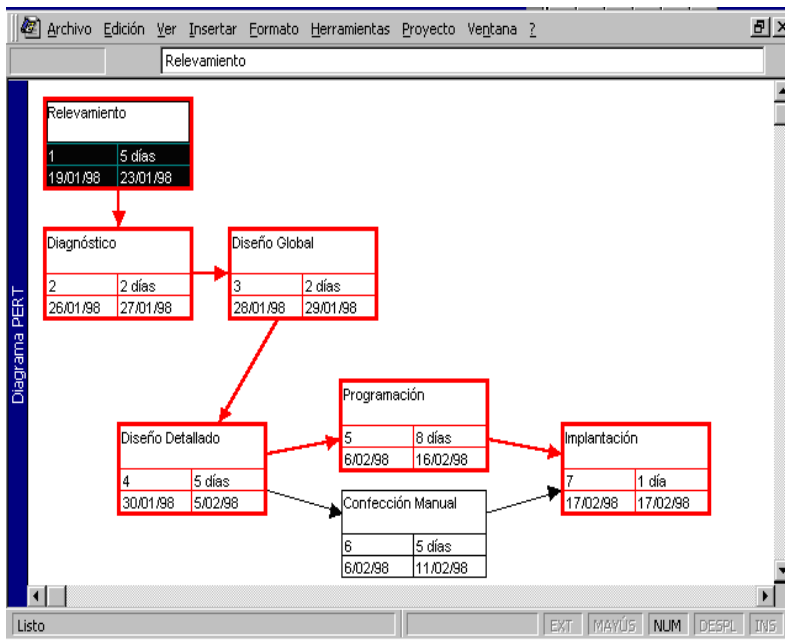 Archivo Edición Ver Insertar Formato Herramientas Proyecto Ventana ?
Relevamiento
Diagrama PERT
Relevamiento
1 5 días
19/01/98 23/01/98
Diagnóstico
2 2 días
26/01/98 27/01/98
Diseño Global
3 2 días
28/01/98 29/01/98
Diseño Detallado
4 5 días
30/01/98 5/02/98
Programación
5 8 días
6/02/98 16/02/98
Confección Manual
6 5 días
6/02/98 11/02/98
Implantación
7 1 día
17/02/98 17/02/98
Listo EXT MAYÚS NUM DESPL INS